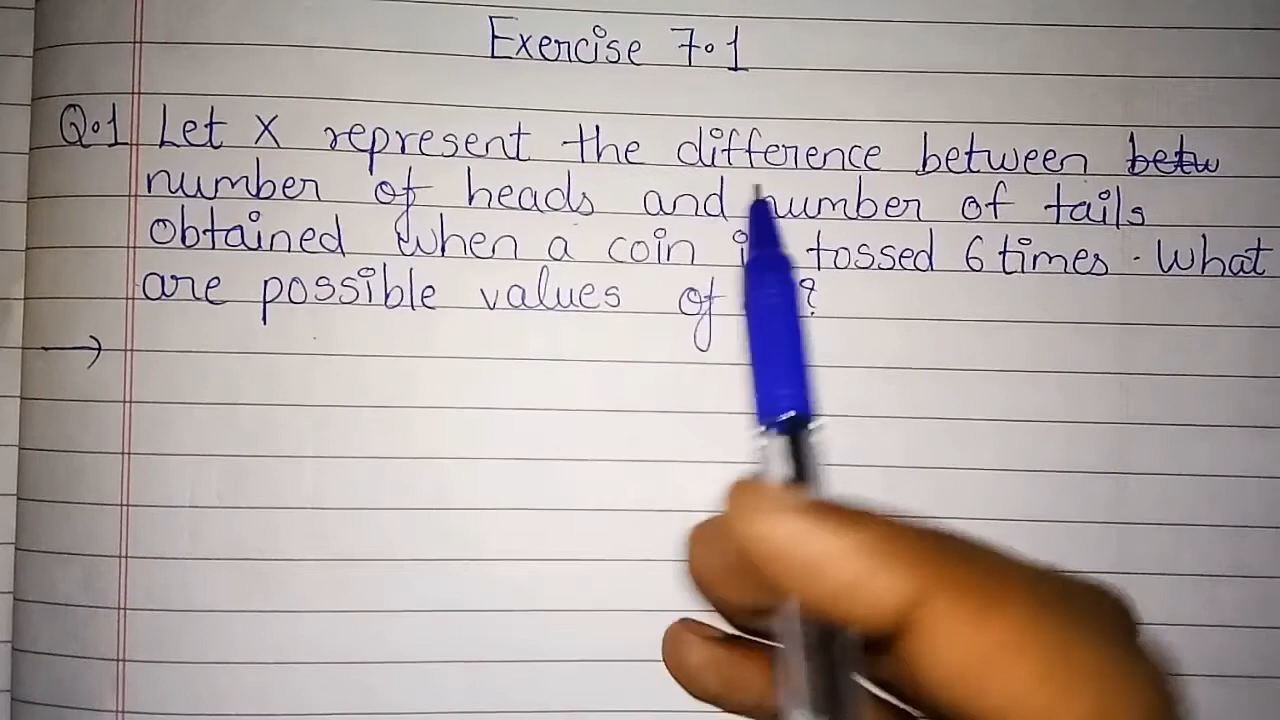 Exercise 7.1
Q.1 Let X represent the difference between betw
number of heads and number of tails
obtained when a coin tossed 6 times. What
are possible values of ?
→